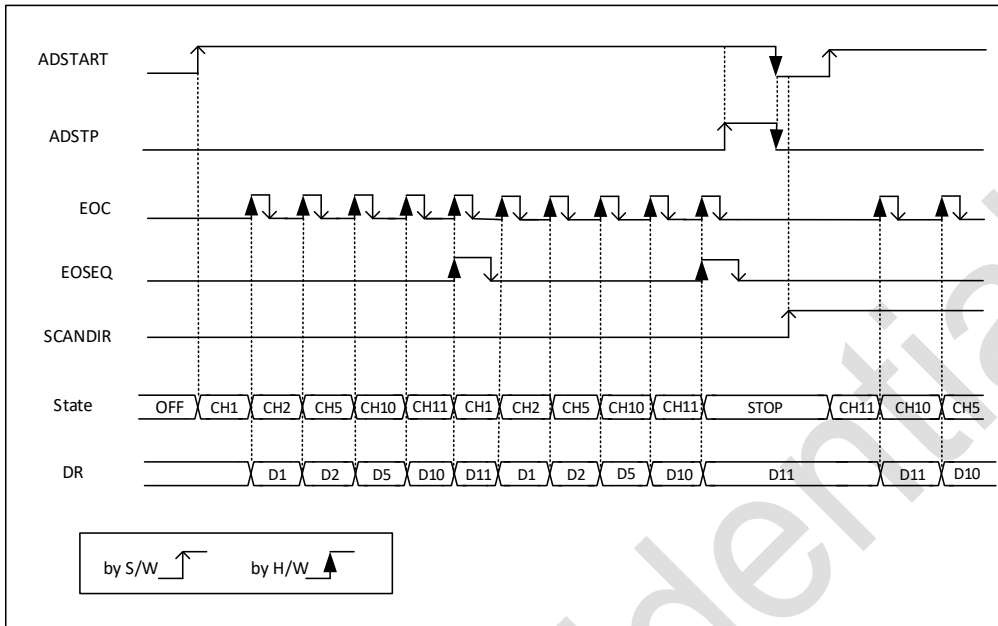 ADSTART
ADSTP
EOC
EOSEQ
SCANDIR
State OFF CH1 CH2 CH5 CH10 CH11 CH1 CH2 CH5 CH10 CH11 STOP CH11 CH10 CH5
DR D1 D2 D5 D10 D11 D1 D2 D5 D10 D11 D11 D10
by S/W by H/W
idential